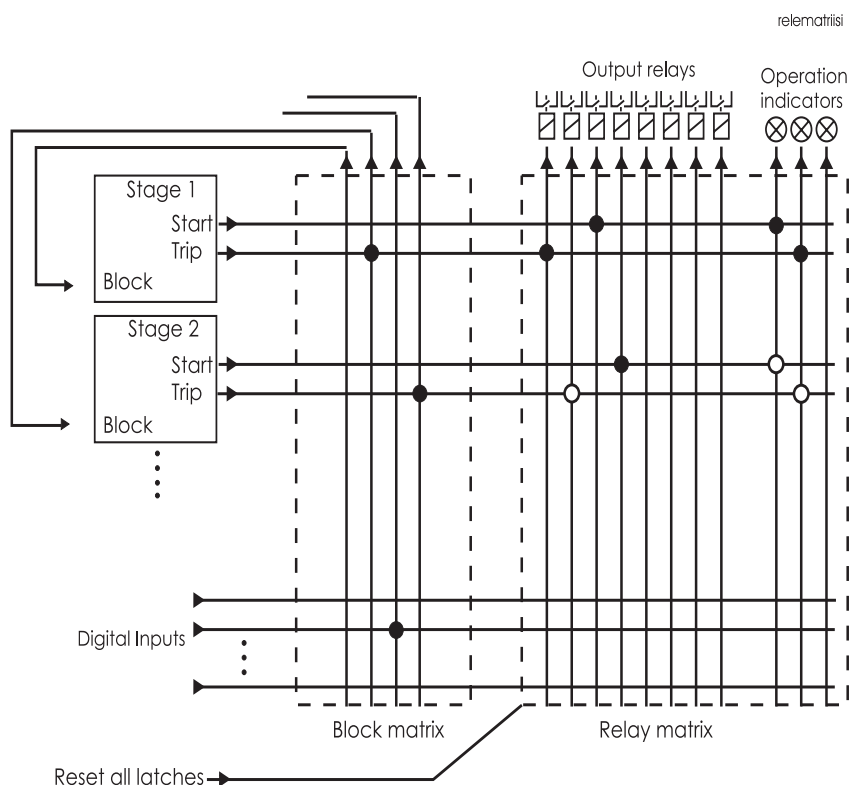 relematriisi
Output relays
Operation
indicators
Stage 1
Start
Trip
Block
Stage 2
Start
Trip
Block
Digital Inputs
Block matrix
Relay matrix
Reset all latches